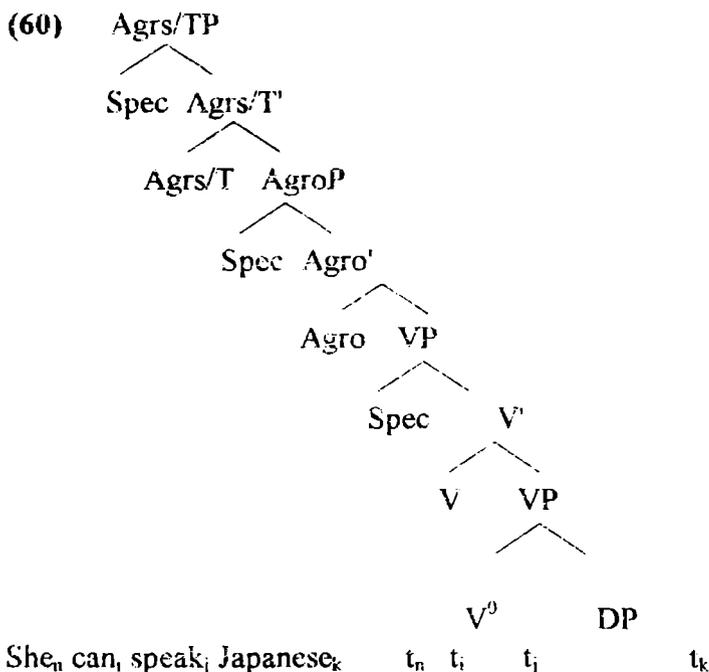 (60) Agrs/TP
Spec Agrs/T'
Agrs/T AgroP
Spec Agro'
Agro VP
Spec V'
V VP
V⁰ DP
Sheₙ canᵢ speakⱼ Japaneseₖ tₙ tᵢ tⱼ tₖ